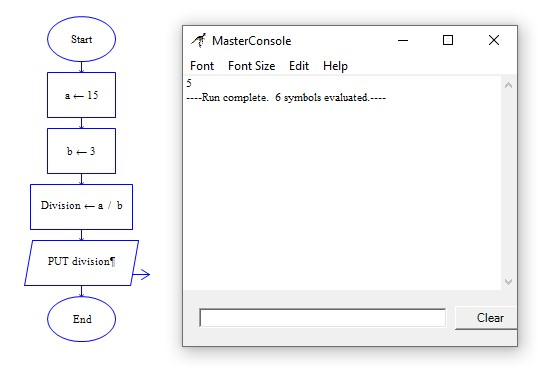 Start
a ← 15
b ← 3
Division ← a / b
PUT division¶
End
MasterConsole
Font Font Size Edit Help
5
----Run complete.  6 symbols evaluated.----
Clear